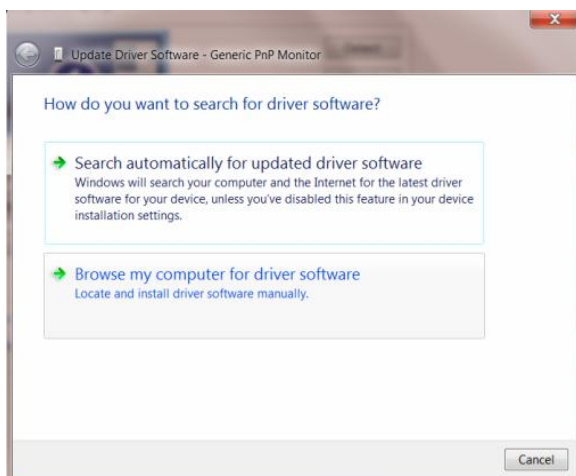 Update Driver Software - Generic PnP Monitor
How do you want to search for driver software?
Search automatically for updated driver software
Windows will search your computer and the Internet for the latest driver
software for your device, unless you've disabled this feature in your device
installation settings.
Browse my computer for driver software
Locate and install driver software manually.
Cancel